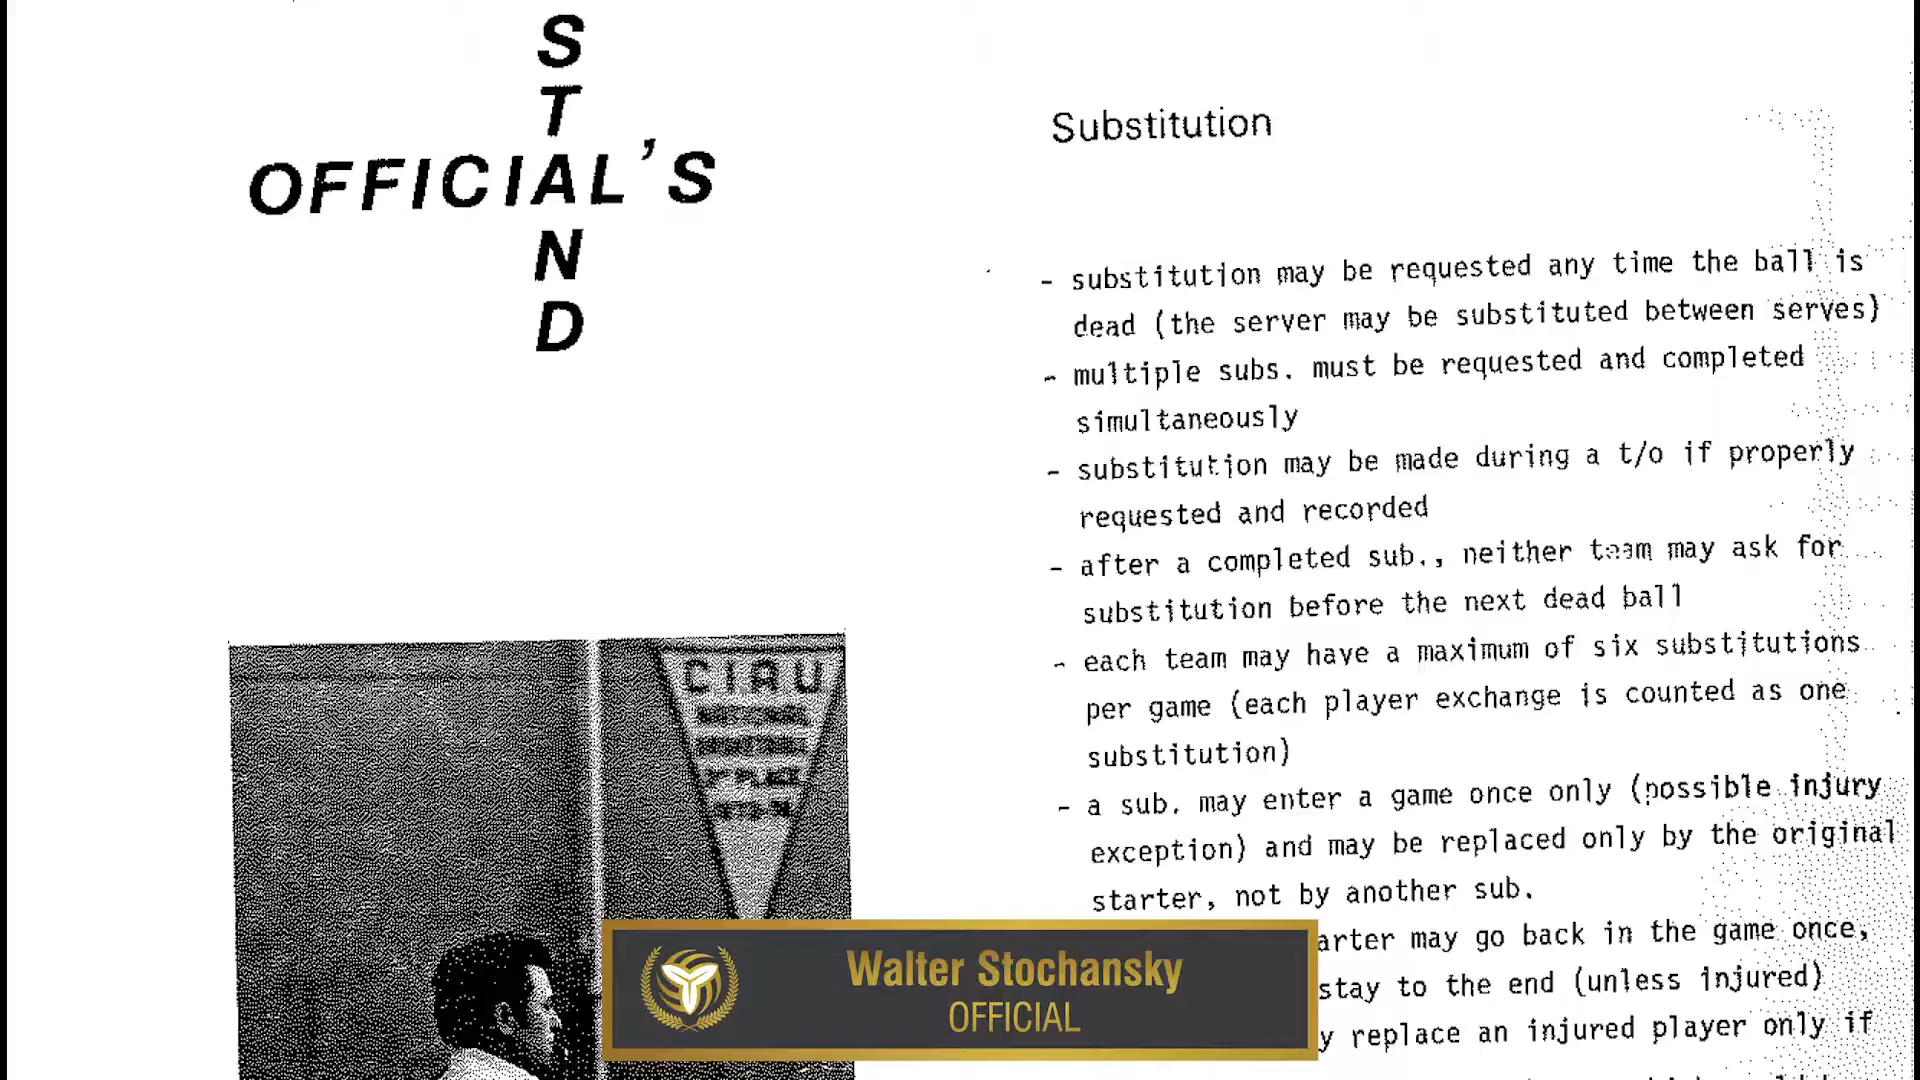 S
T
OFFICIAL'S
N
D
Substitution
- substitution may be requested any time the ball is
dead (the server may be substituted between serves)
- multiple subs. must be requested and completed
simultaneously
- substitution may be made during a t/o if properly
requested and recorded
- after a completed sub., neither team may ask for
substitution before the next dead ball
- each team may have a maximum of six substitutions
per game (each player exchange is counted as one
substitution)
- a sub. may enter a game once only (possible injury
exception) and may be replaced only by the original
starter, not by another sub.
arter may go back in the game once,
stay to the end (unless injured)
y replace an injured player only if
CIAU
Walter Stochansky
OFFICIAL